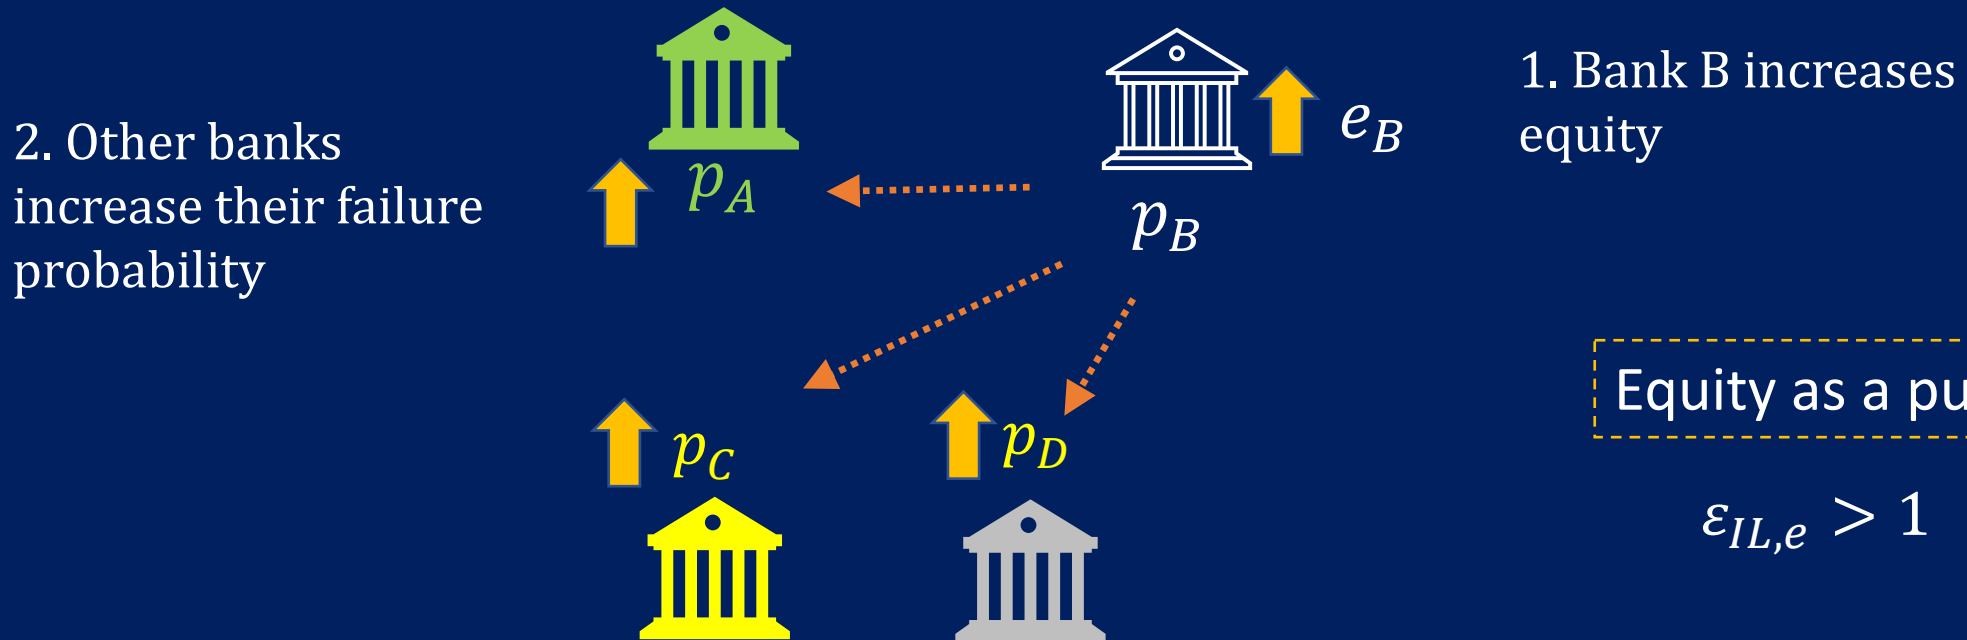 1. Bank B increases
equity
e_B
2. Other banks
increase their failure
probability
p_A
p_B
p_C
p_D
Equity as a
ε_{IL,e} > 1